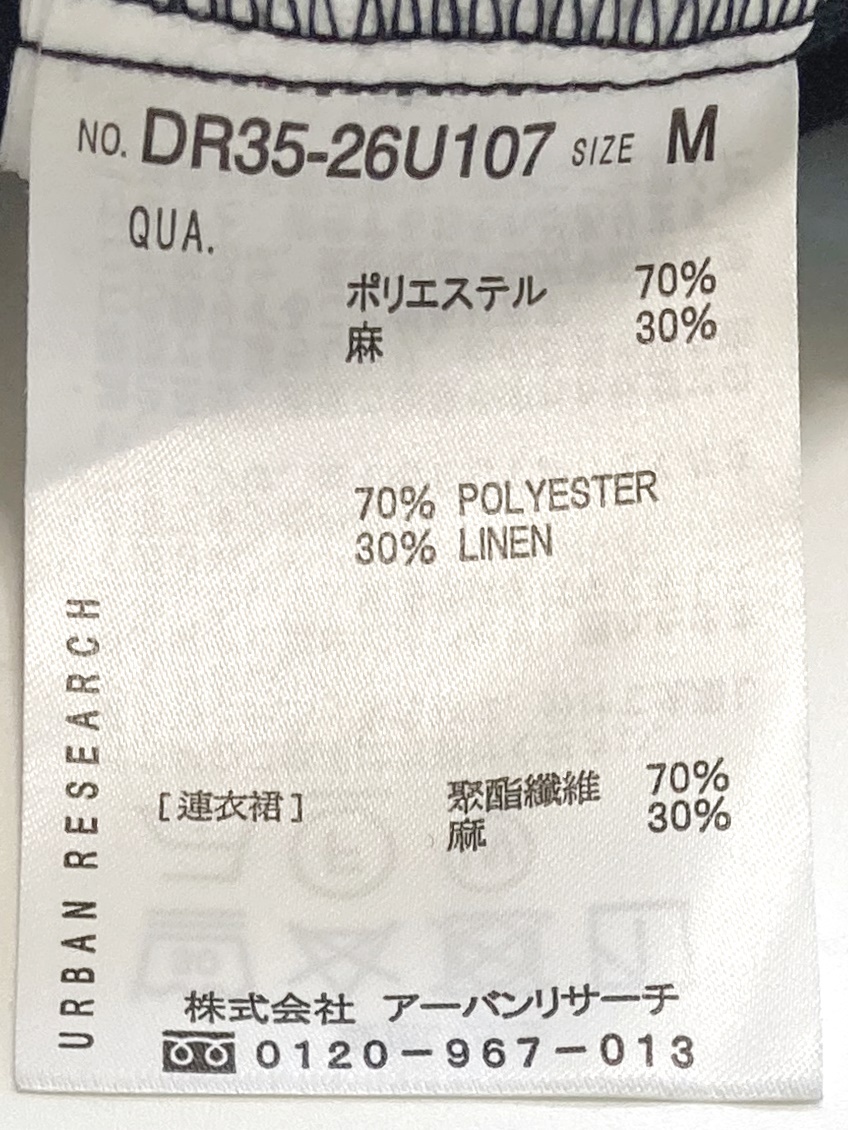 NO. DR35-26U107 SIZE M
QUA.
ポリエステル 70%
麻 30%
70% POLYESTER
30% LINEN
[連衣裙] 聚酯纖維 70%
麻 30%
URBAN RESEARCH
株式会社 アーバンリサーチ
0120-967-013